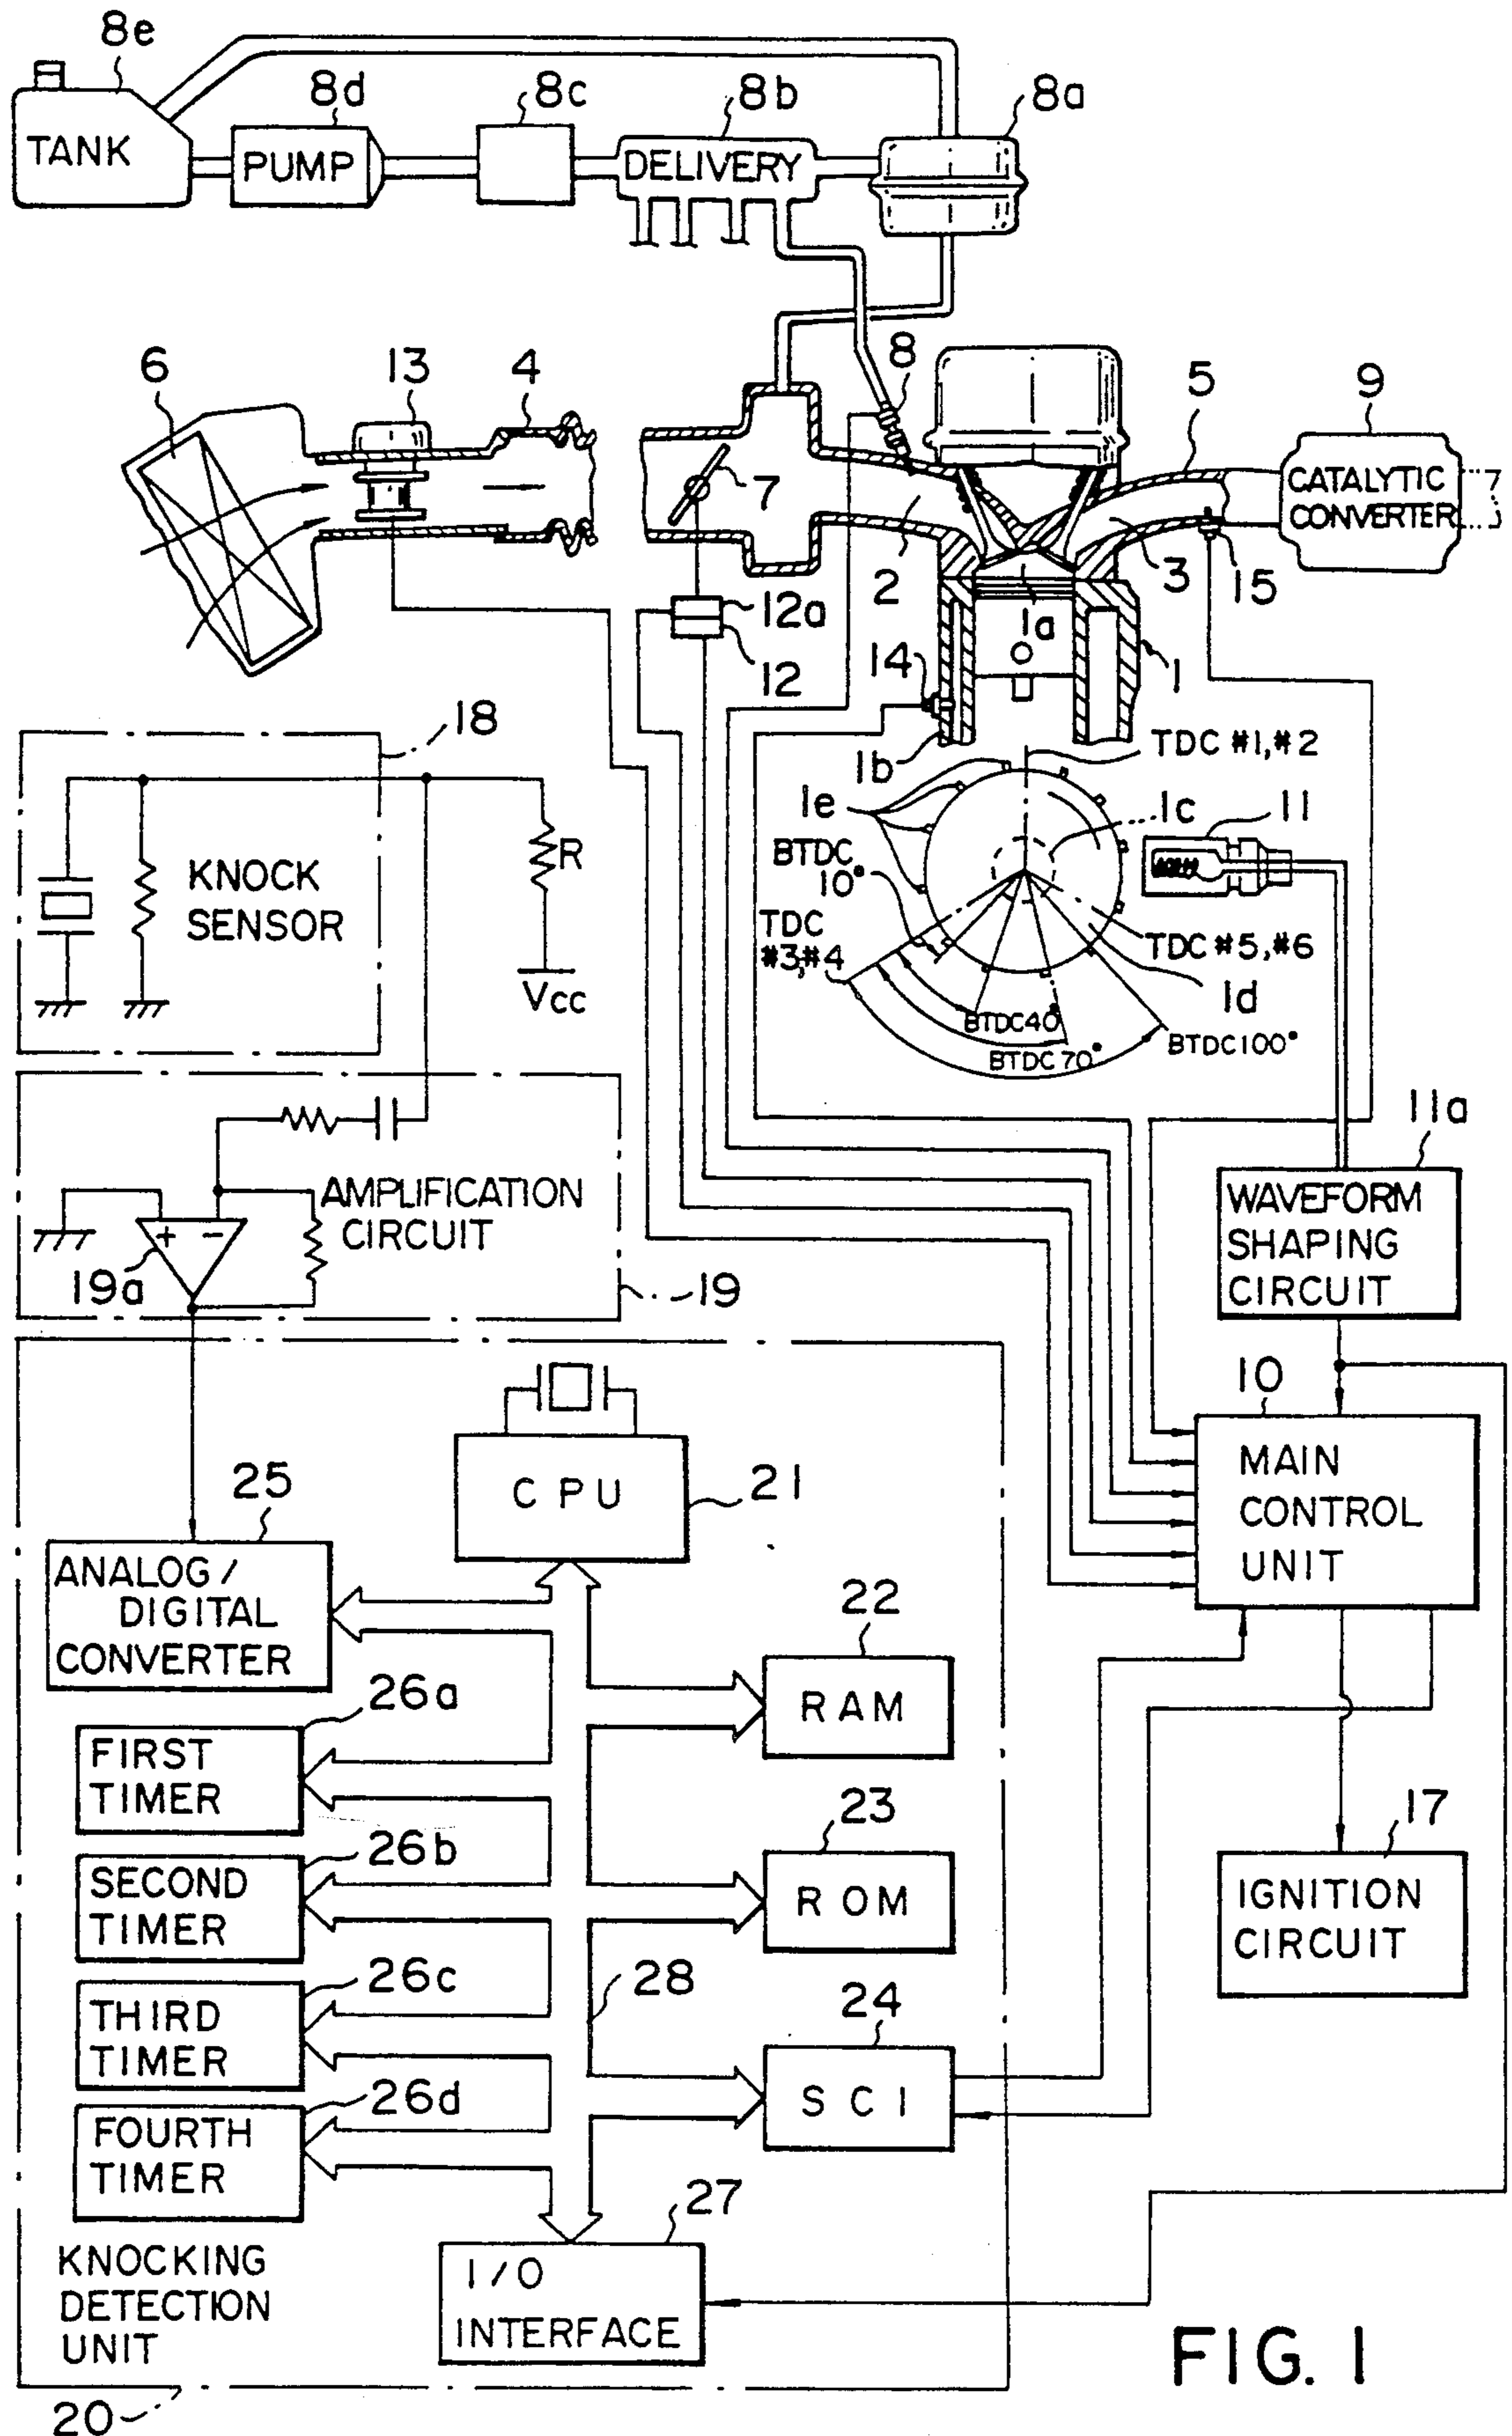 8e
8d
8c
8b
8a
TANK
PUMP
DELIVERY
6
13
4
8
5
9
7
CATALYTIC
CONVERTER
2
3
15
12a
12
1a
14
1
18
1b
TDC #1, #2
1e
1c
11
R
KNOCK
SENSOR
BTDC
10°
TDC
#3, #4
TDC #5, #6
1d
Vcc
BTDC40°
BTDC70°
BTDC100°
11a
AMPLIFICATION
CIRCUIT
+ -
19a
19
WAVEFORM
SHAPING
CIRCUIT
10
CPU
21
25
MAIN
CONTROL
UNIT
ANALOG/
DIGITAL
CONVERTER
22
RAM
26a
FIRST
TIMER
23
ROM
17
26b
SECOND
TIMER
IGNITION
CIRCUIT
26c
28
24
THIRD
TIMER
SCI
26d
FOURTH
TIMER
27
I/O
INTERFACE
KNOCKING
DETECTION
UNIT
20
FIG. 1